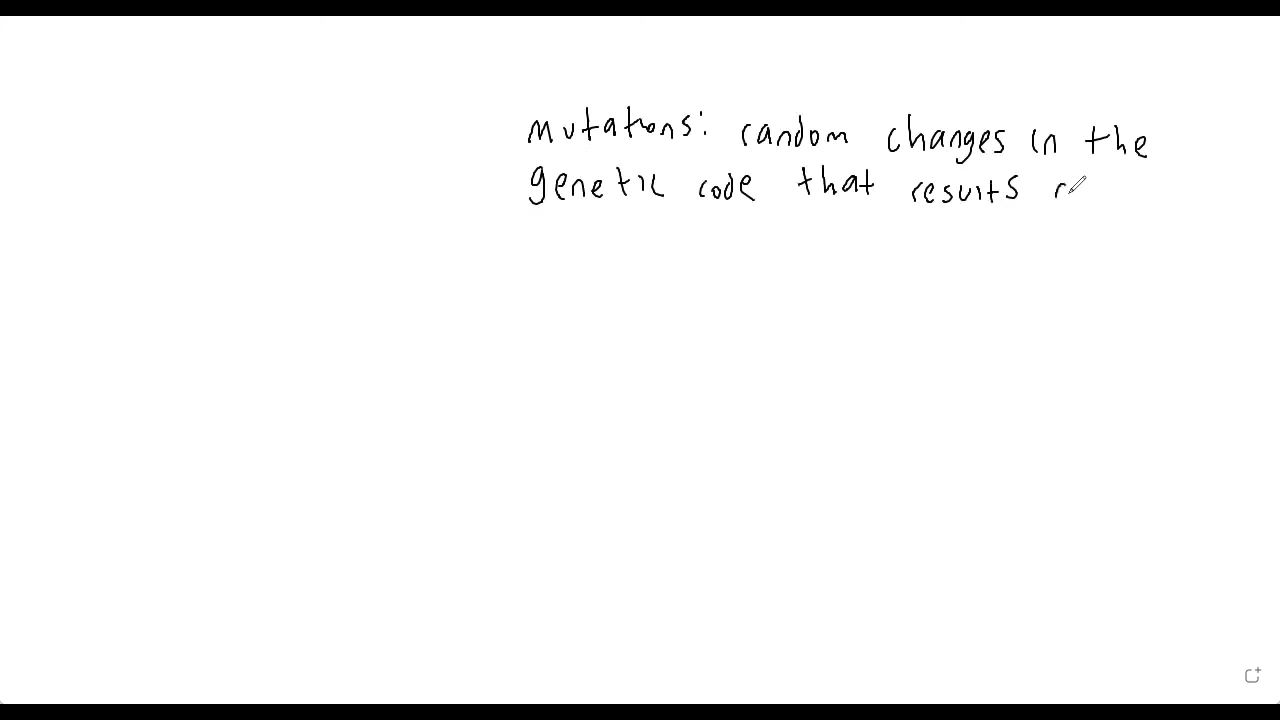 mutations: random changes in the
genetic code that results